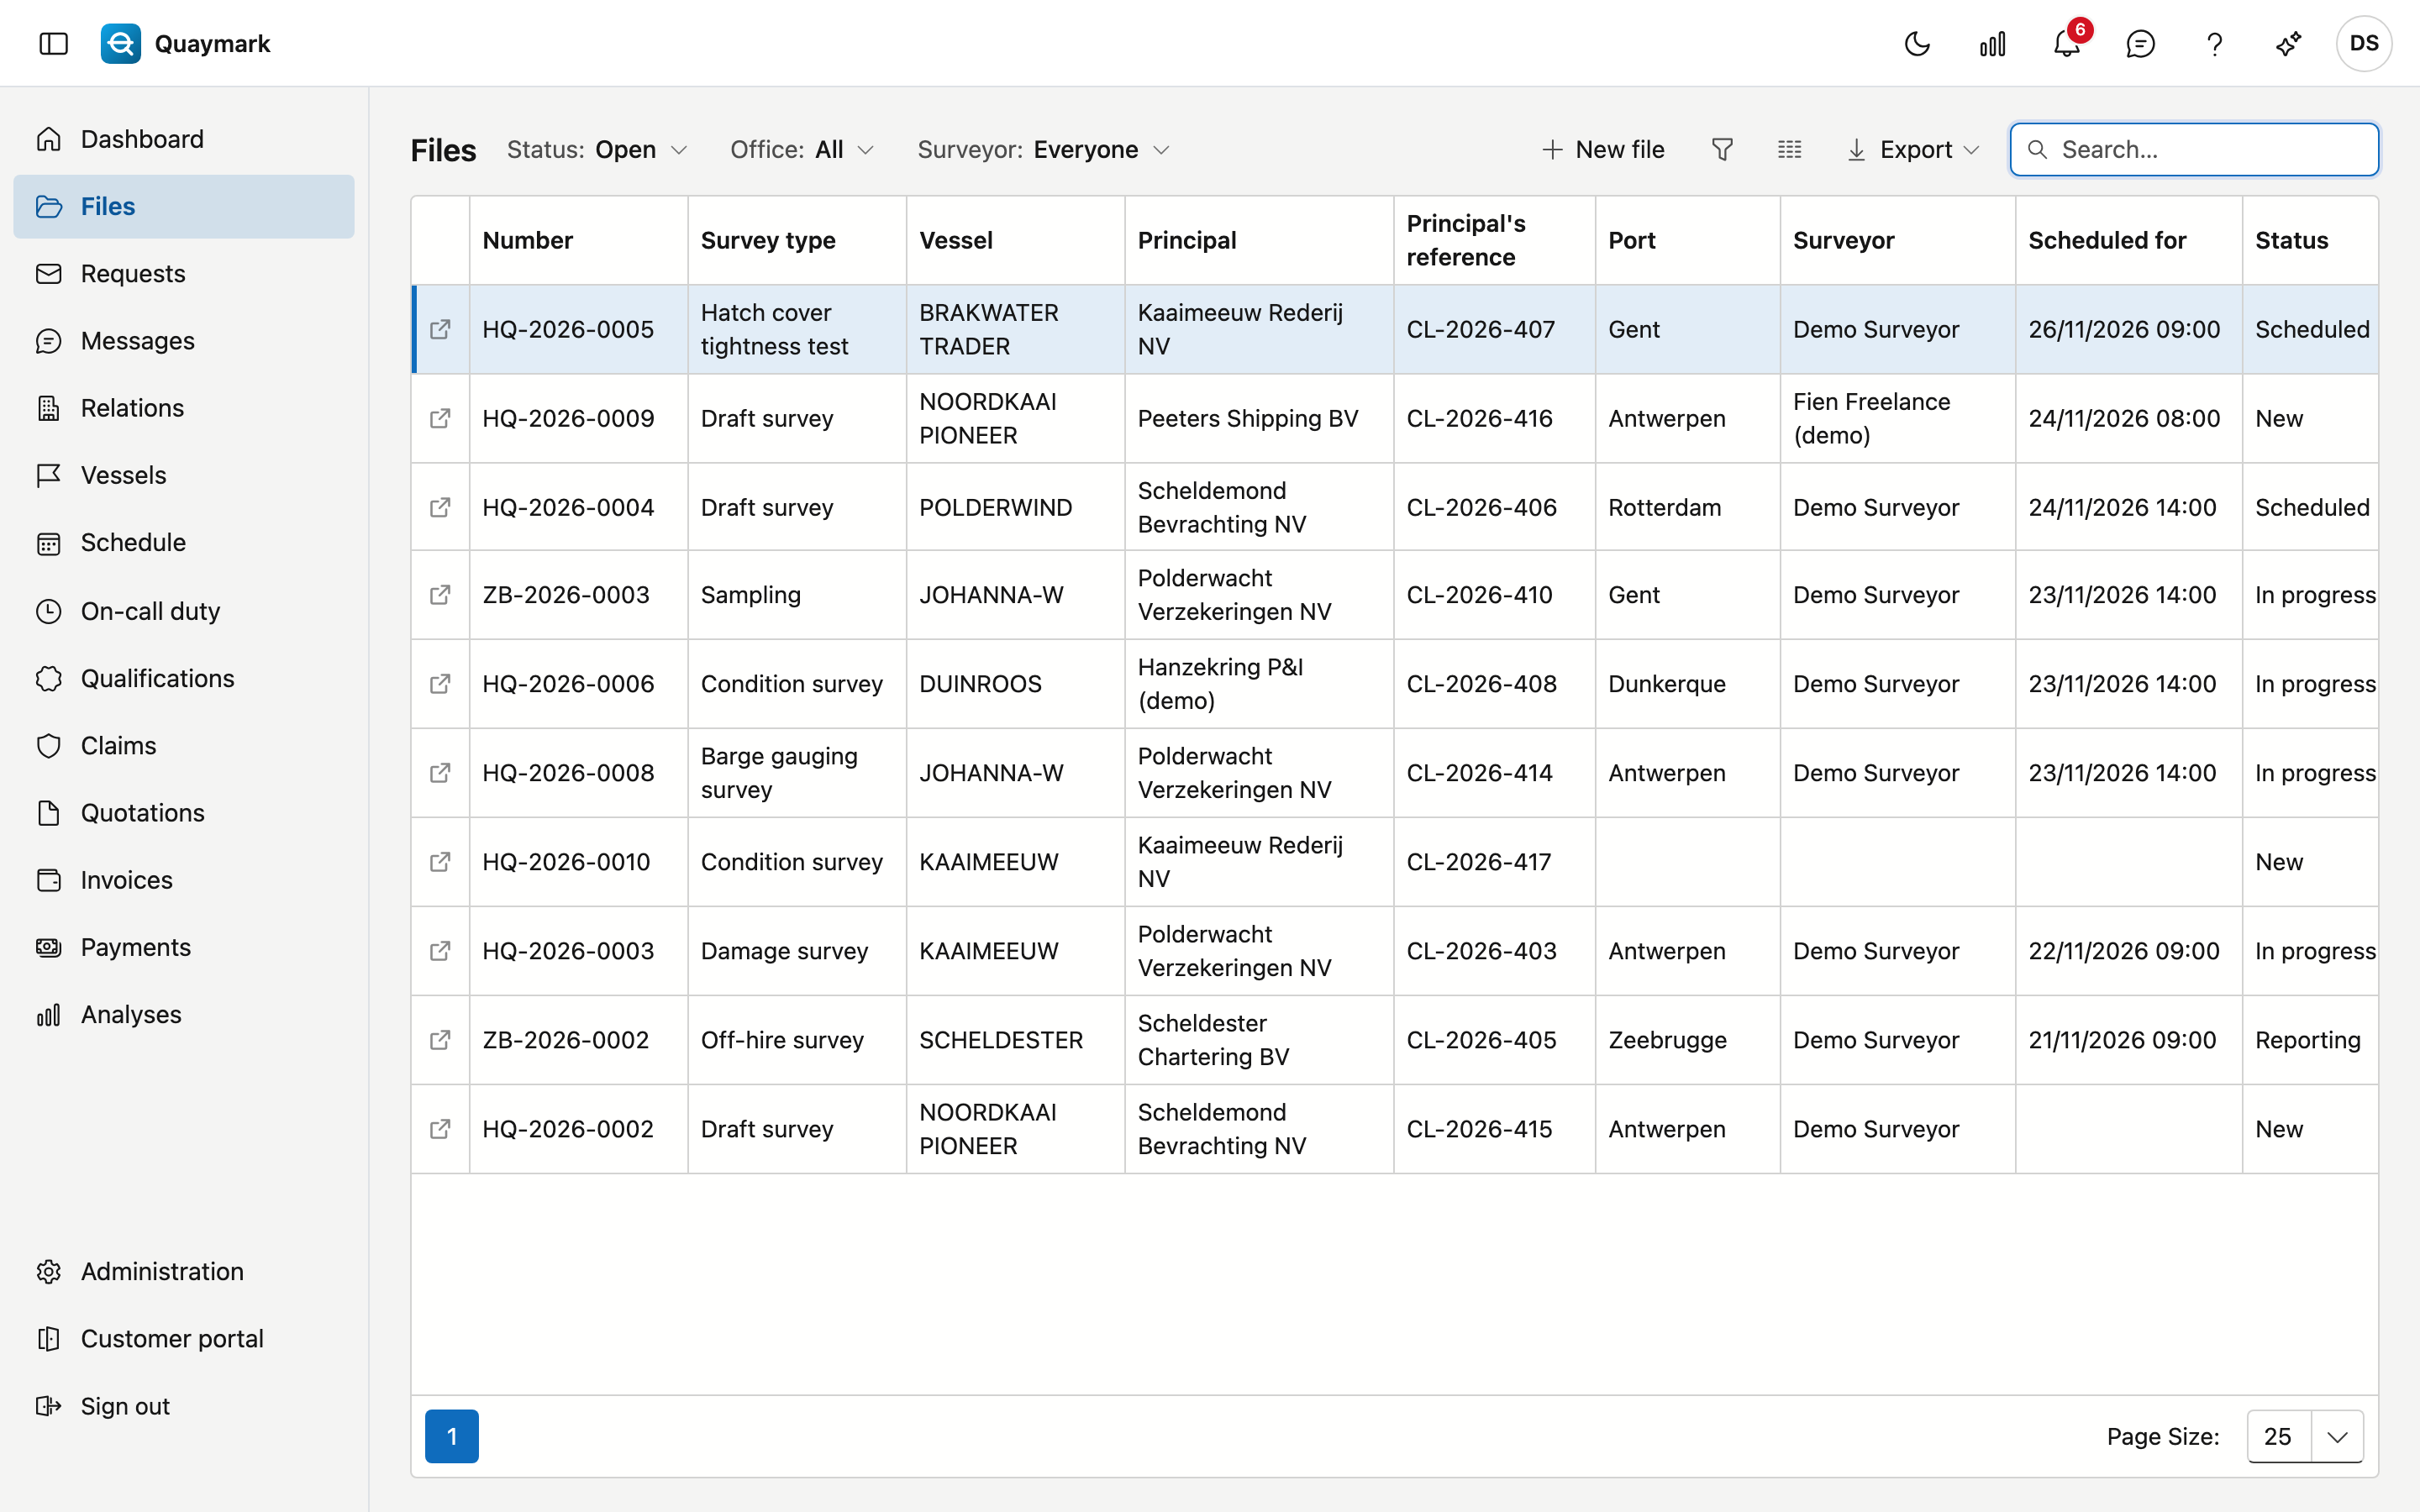 Quaymark
6
DS
Dashboard
Files
Requests
Messages
Relations
Vessels
Schedule
On-call duty
Qualifications
Claims
Quotations
Invoices
Payments
Analyses
Administration
Customer portal
Sign out
Files Status: Open Office: All Surveyor: Everyone New file Export Search...
Number Survey type Vessel Principal Principal's reference Port Surveyor Scheduled for Status
HQ-2026-0005 Hatch cover tightness test BRAKWATER TRADER Kaaimeeuw Rederij NV CL-2026-407 Gent Demo Surveyor 26/11/2026 09:00 Scheduled
HQ-2026-0009 Draft survey NOORDKAAI PIONEER Peeters Shipping BV CL-2026-416 Antwerpen Fien Freelance (demo) 24/11/2026 08:00 New
HQ-2026-0004 Draft survey POLDERWIND Scheldemond Bevrachting NV CL-2026-406 Rotterdam Demo Surveyor 24/11/2026 14:00 Scheduled
ZB-2026-0003 Sampling JOHANNA-W Polderwacht Verzekeringen NV CL-2026-410 Gent Demo Surveyor 23/11/2026 14:00 In progress
HQ-2026-0006 Condition survey DUINROOS Hanzekring P&I (demo) CL-2026-408 Dunkerque Demo Surveyor 23/11/2026 14:00 In progress
HQ-2026-0008 Barge gauging survey JOHANNA-W Polderwacht Verzekeringen NV CL-2026-414 Antwerpen Demo Surveyor 23/11/2026 14:00 In progress
HQ-2026-0010 Condition survey KAAIMEEUW Kaaimeeuw Rederij NV CL-2026-417 New
HQ-2026-0003 Damage survey KAAIMEEUW Polderwacht Verzekeringen NV CL-2026-403 Antwerpen Demo Surveyor 22/11/2026 09:00 In progress
ZB-2026-0002 Off-hire survey SCHELDESTER Scheldester Chartering BV CL-2026-405 Zeebrugge Demo Surveyor 21/11/2026 09:00 Reporting
HQ-2026-0002 Draft survey NOORDKAAI PIONEER Scheldemond Bevrachting NV CL-2026-415 Antwerpen Demo Surveyor New
1 Page Size: 25